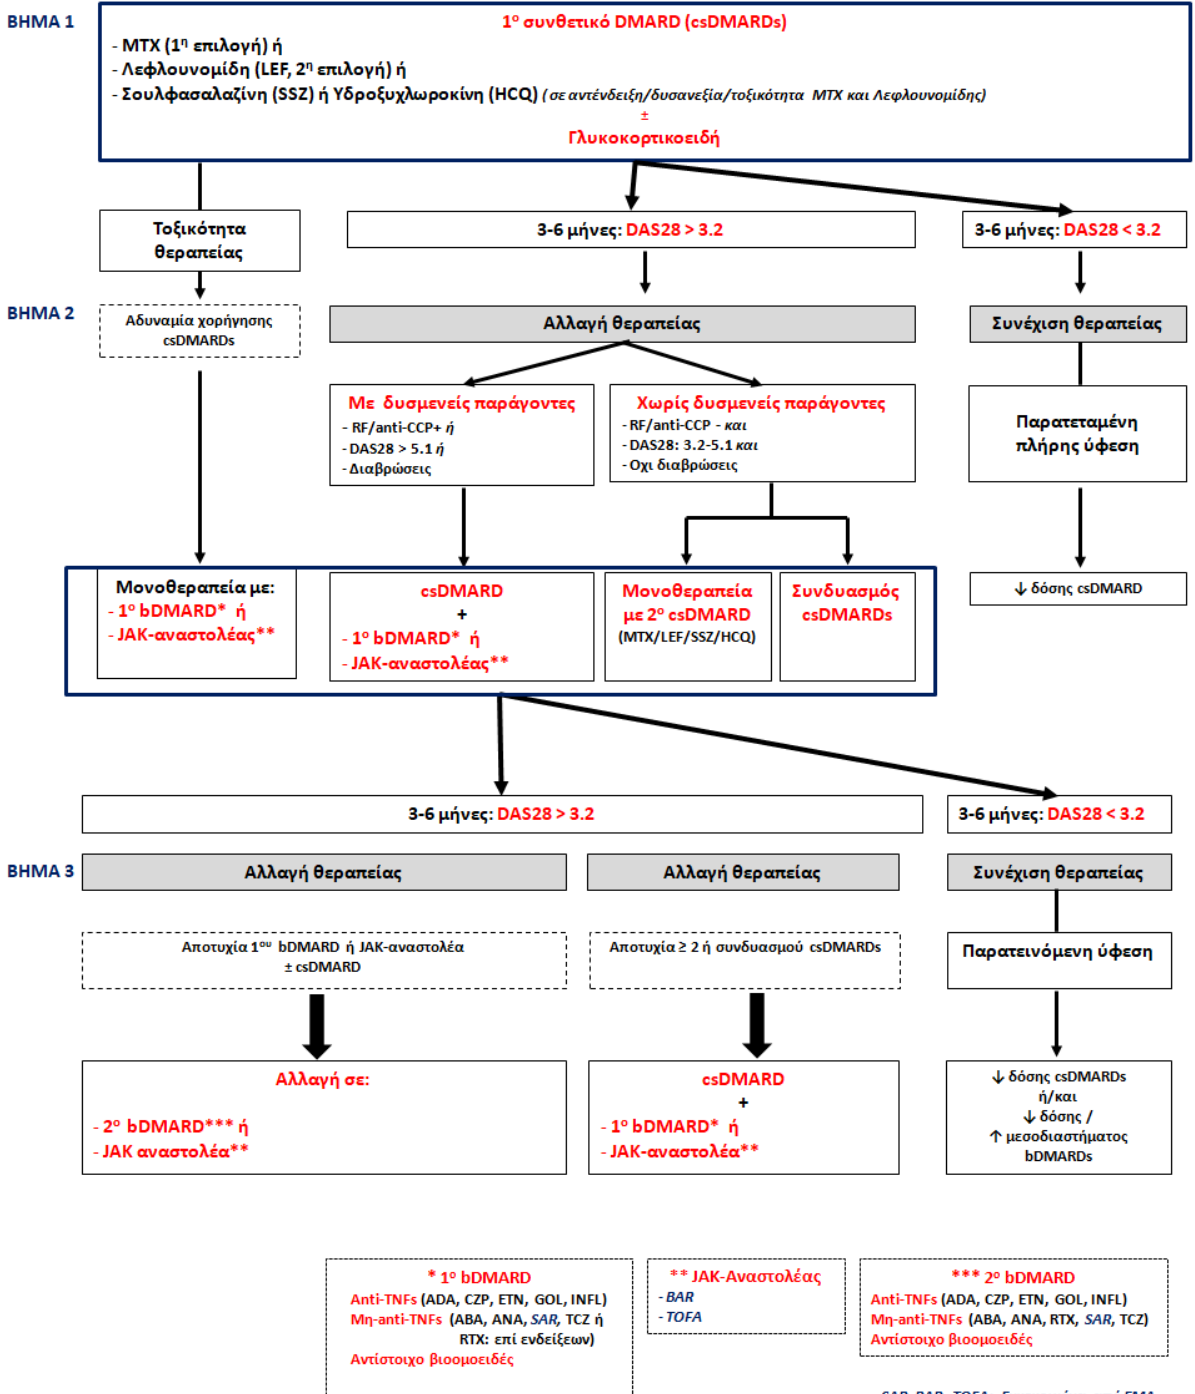 ΒΗΜΑ 1
1ο συνθετικό DMARD (csDMARDs)
- MTX (1η επιλογή) ή
- Λεφλουνομίδη (LEF, 2η επιλογή) ή
- Σουλφασαλαζίνη (SSZ) ή Υδροξυχλωροκίνη (HCQ) (σε αντένδειξη/δυσανεξία/τοξικότητα MTX και Λεφλουνομίδης)
±
Γλυκοκορτικοειδή
Τοξικότητα
θεραπείας
3-6 μήνες: DAS28 > 3.2
3-6 μήνες: DAS28 < 3.2
ΒΗΜΑ 2
Αδυναμία χορήγησης
csDMARDs
Αλλαγή θεραπείας
Συνέχιση θεραπείας
Με δυσμενείς παράγοντες
- RF/anti-CCP+ ή
- DAS28 > 5.1 ή
- Διαβρώσεις
Χωρίς δυσμενείς παράγοντες
- RF/anti-CCP - και
- DAS28: 3.2-5.1 και
- Οχι διαβρώσεις
Παρατεταμένη
πλήρης ύφεση
Μονοθεραπεία με:
- 1ο bDMARD* ή
- JAK-αναστολέας**
csDMARD
+
- 1ο bDMARD* ή
- JAK-αναστολέας**
Μονοθεραπεία
με 2ο csDMARD
(MTX/LEF/SSZ/HCQ)
Συνδυασμός
csDMARDs
↓ δόσης csDMARD
3-6 μήνες: DAS28 > 3.2
3-6 μήνες: DAS28 < 3.2
ΒΗΜΑ 3
Αλλαγή θεραπείας
Αλλαγή θεραπείας
Συνέχιση θεραπείας
Αποτυχία 1ου bDMARD ή JAK-αναστολέα
± csDMARD
Αποτυχία ≥ 2 ή συνδυασμού csDMARDs
Παρατεινόμενη ύφεση
Αλλαγή σε:
- 2ο bDMARD*** ή
- JAK αναστολέα**
csDMARD
+
- 1ο bDMARD* ή
- JAK-αναστολέα**
↓ δόσης csDMARDs
ή/και
↓ δόσης /
↑ μεσοδιαστήματος
bDMARDs
* 1ο bDMARD
Anti-TNFs (ADA, CZP, ETN, GOL, INFL)
Μη-anti-TNFs (ABA, ANA, SAR, TCZ ή
RTX: επί ενδείξεων)
Αντίστοιχο βιοομοειδές
** JAK-Αναστολέας
- BAR
- TOFA
*** 2ο bDMARD
Anti-TNFs (ADA, CZP, ETN, GOL, INFL)
Μη-anti-TNFs (ABA, ANA, RTX, SAR, TCZ)
Αντίστοιχο βιοομοειδές